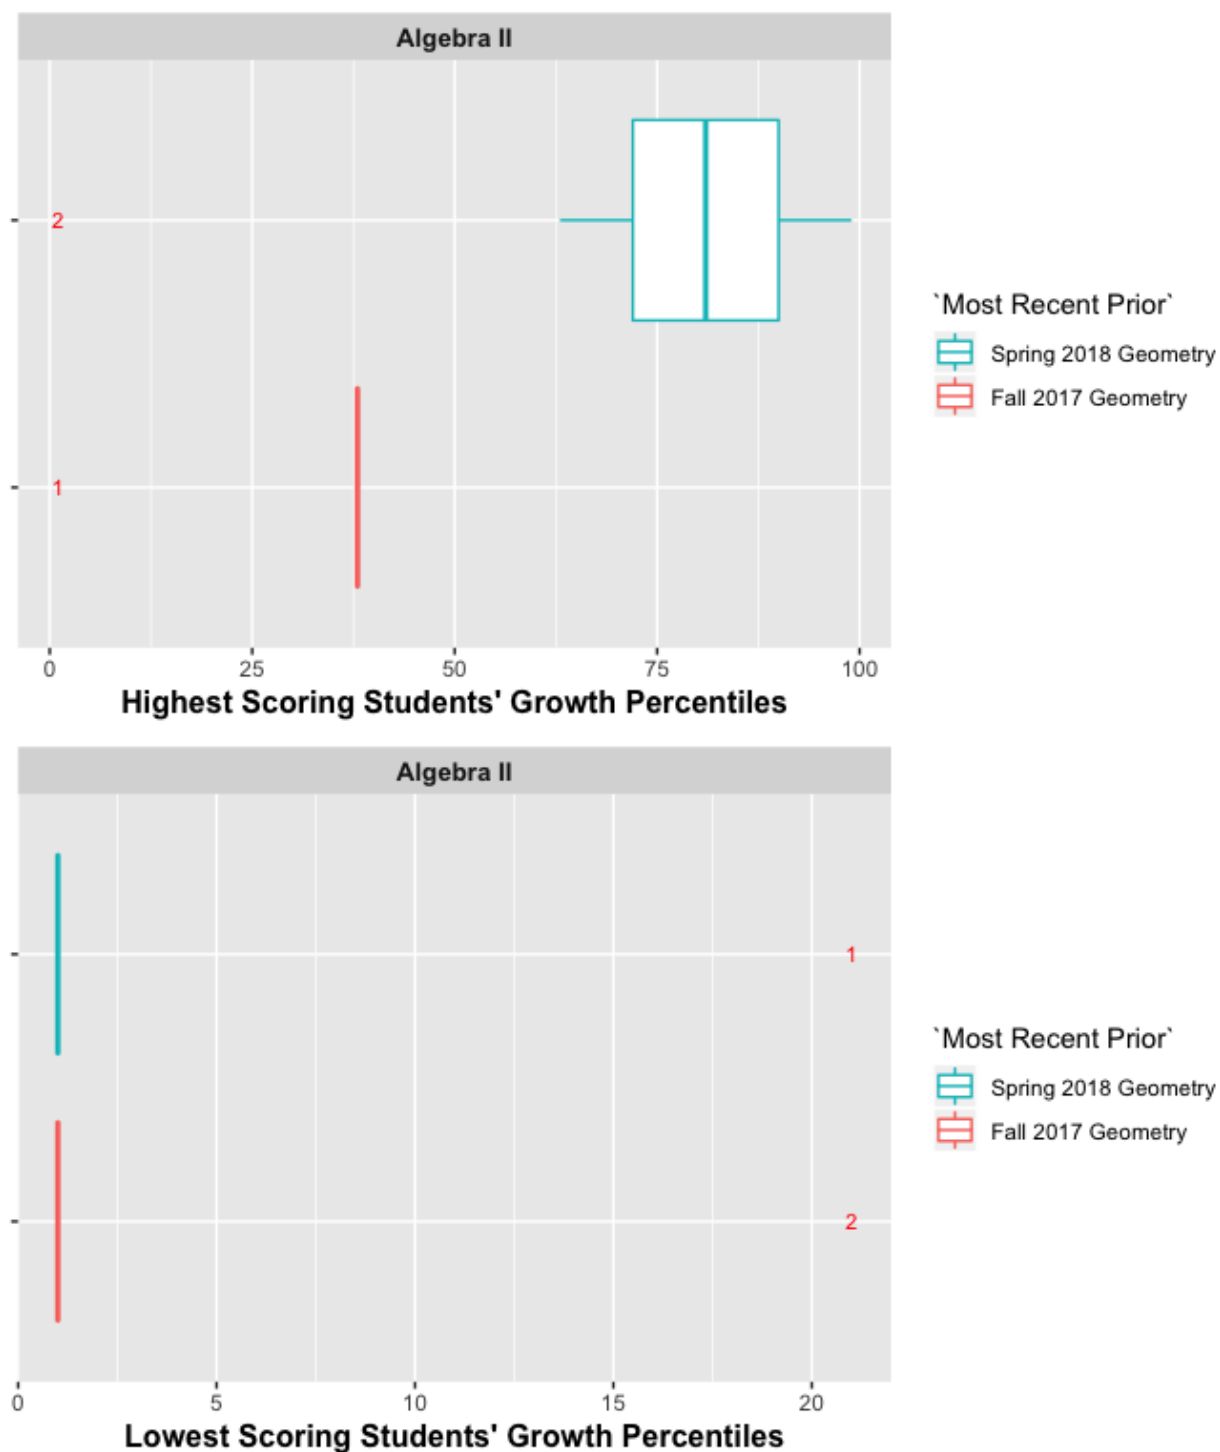 Algebra II
2
1
0 25 50 75 100
Highest Scoring Students' Growth Percentiles
`Most Recent Prior`
Spring 2018 Geometry
Fall 2017 Geometry
Algebra II
1
2
0 5 10 15 20
Lowest Scoring Students' Growth Percentiles
`Most Recent Prior`
Spring 2018 Geometry
Fall 2017 Geometry